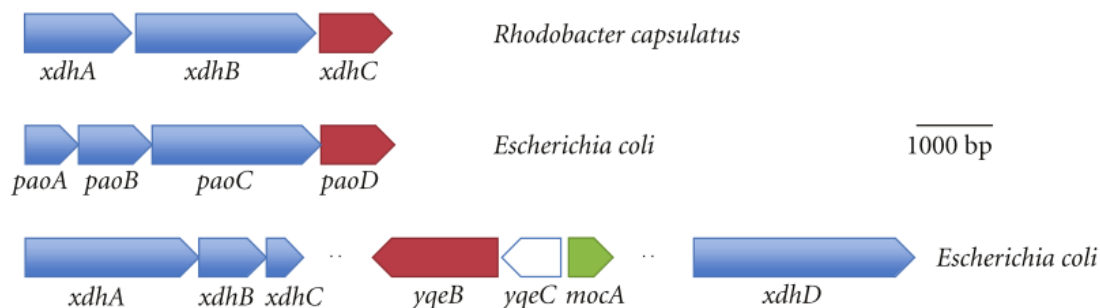 Rhodobacter capsulatus
xdhA xdhB xdhC
Escherichia coli
1000 bp
paoA paoB paoC paoD
.. ..
Escherichia coli
xdhA xdhB xdhC yqeB yqeC mocA xdhD